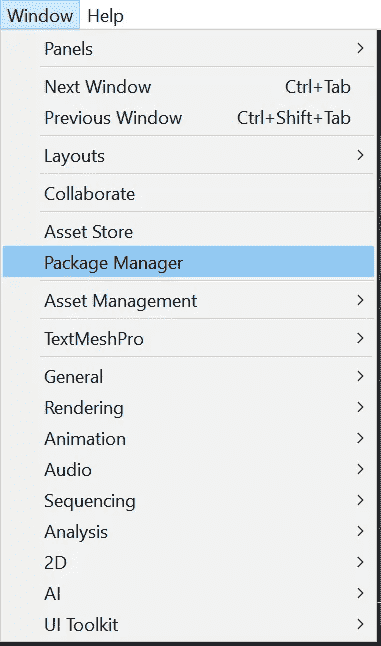 Window Help
Panels
Next Window Ctrl+Tab
Previous Window Ctrl+Shift+Tab
Layouts
Collaborate
Asset Store
Package Manager
Asset Management
TextMeshPro
General
Rendering
Animation
Audio
Sequencing
Analysis
2D
AI
UI Toolkit